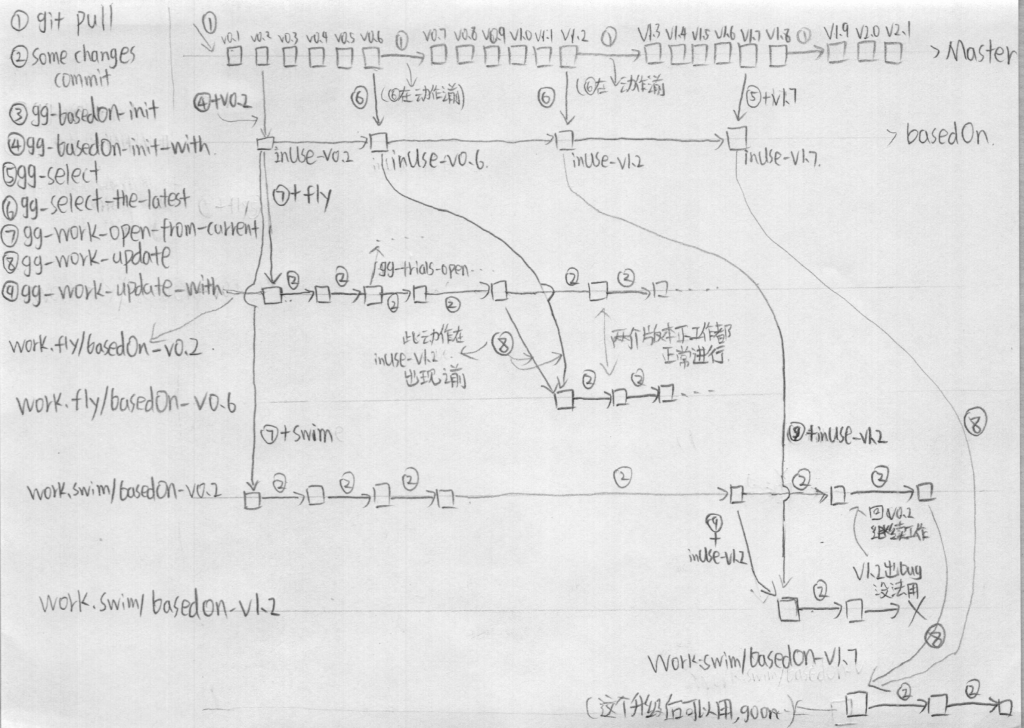 ① git pull
② some changes
commit
③ gg-basedOn-init
④ gg-basedOn-init-with
⑤ gg-select
⑥ gg-select-the-latest
⑦ gg-work-open-from-current
⑧ gg-work-update
⑨ gg-work-update-with
①
v0.1 v0.2 v0.3 v0.4 v0.5 v0.6 ① v0.7 v0.8 v0.9 v1.0 v1.1 v1.2 ① v1.3 v1.4 v1.5 v1.6 v1.7 v1.8 ① v1.9 v2.0 v2.1
Master
④+v0.2 ⑥ (⑥在此动作前) ⑥ (⑥在此动作前 ⑤+v1.7
basedOn
inUse-v0.2 inUse-v0.6 inUse-v1.2 inUse-v1.7
⑦+fly
gg-trials-open
② ② ② ② ② ②
work.fly/basedOn-v0.2
此动作在
inUse-v1.2
出现之前
⑧
两个版本正工作都
正常进行
work.fly/basedOn-v0.6
② ②
⑦+swim
⑨+inUse-v1.2
⑧
work.swim/basedOn-v0.2
② ② ② ② ② ②
回v0.2
继续工作
⑨
+
inUse-v1.2
v1.2出bug
没法用
work.swim/basedOn-v1.2
② X
⑧
work.swim/basedOn-v1.7
(这个升级后可以用,goon)
② ②